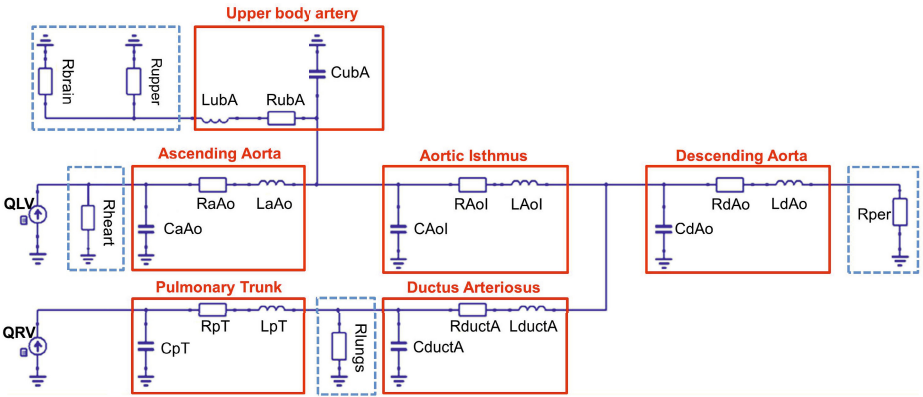 Upper body artery
Rbrain
Rupper
CubA
LubA
RubA
Ascending Aorta
Aortic Isthmus
Descending Aorta
QLV
Rheart
RaAo
LaAo
CaAo
RAoI
LAoI
CAoI
RdAo
LdAo
CdAo
Rper
Pulmonary Trunk
Ductus Arteriosus
QRV
RpT
LpT
CpT
Rlungs
RductA
LductA
CductA